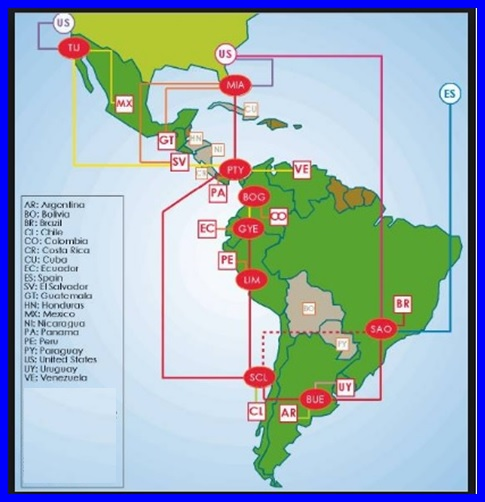 US
TIJ
US
MIA
ES
MX
CU
GT
HN
SV
NI
CR
PTY
VE
PA
BOG
CO
EC
GYE
PE
LIM
BO
BR
SAO
PY
SCL
UY
BUE
CL
AR
AR: Argentina
BO: Bolivia
BR: Brazil
CL: Chile
CO: Colombia
CR: Costa Rica
CU: Cuba
EC: Ecuador
ES: Spain
SV: El Salvador
GT: Guatemala
HN: Honduras
MX: Mexico
NI: Nicaragua
PA: Panama
PE: Peru
PY: Paraguay
US: United States
UY: Uruguay
VE: Venezuela